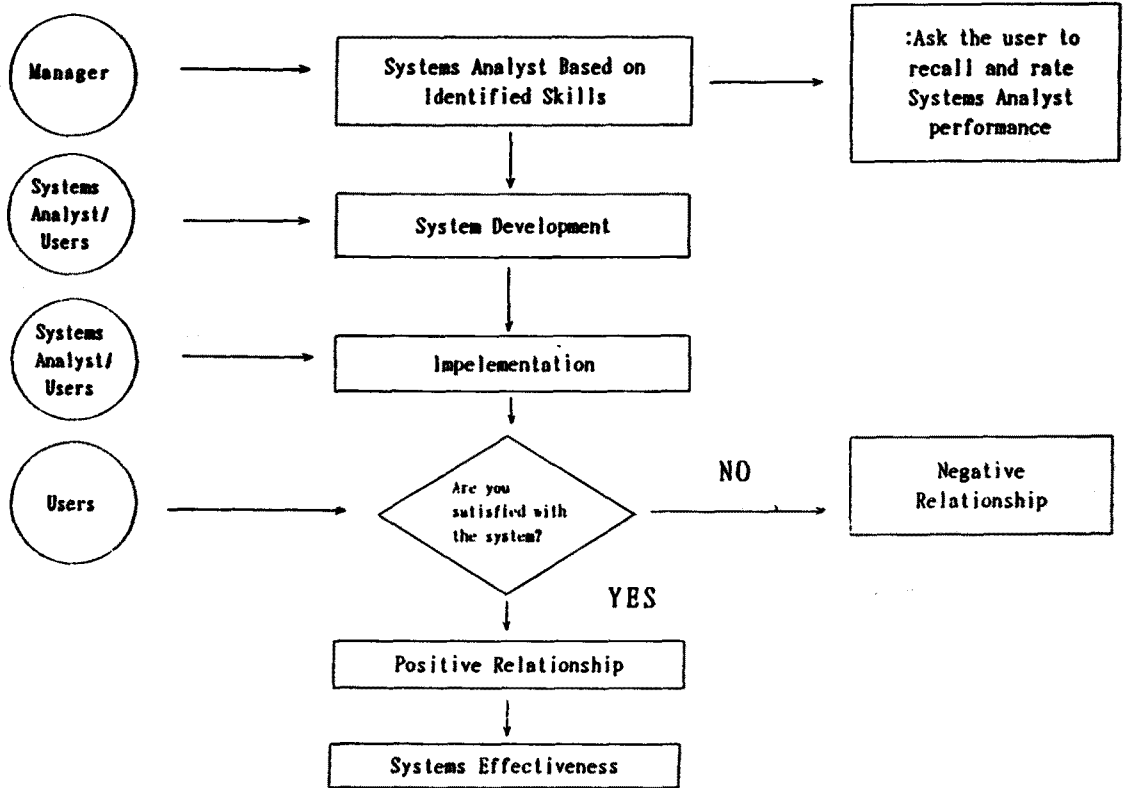 Manager
Systems Analyst Based on
Identified Skills
:Ask the user to
recall and rate
Systems Analyst
performance
Systems
Analyst/
Users
System Development
Systems
Analyst/
Users
Impelementation
Users
Are you
satisfied with
the system?
NO
Negative
Relationship
YES
Positive Relationship
Systems Effectiveness